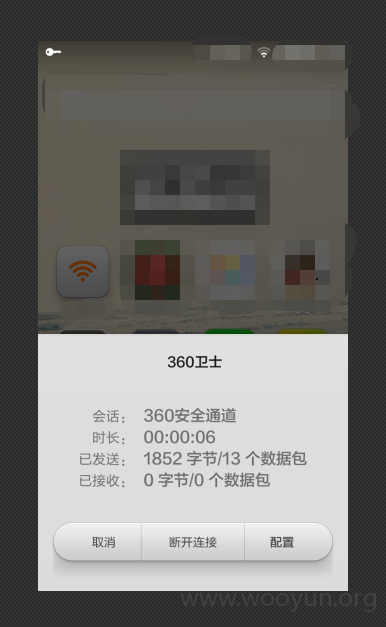 360卫士
会话： 360安全通道
时长： 00:00:06
已发送： 1852 字节/13 个数据包
已接收： 0 字节/0 个数据包
取消 断开连接 配置
www.wooyun.org